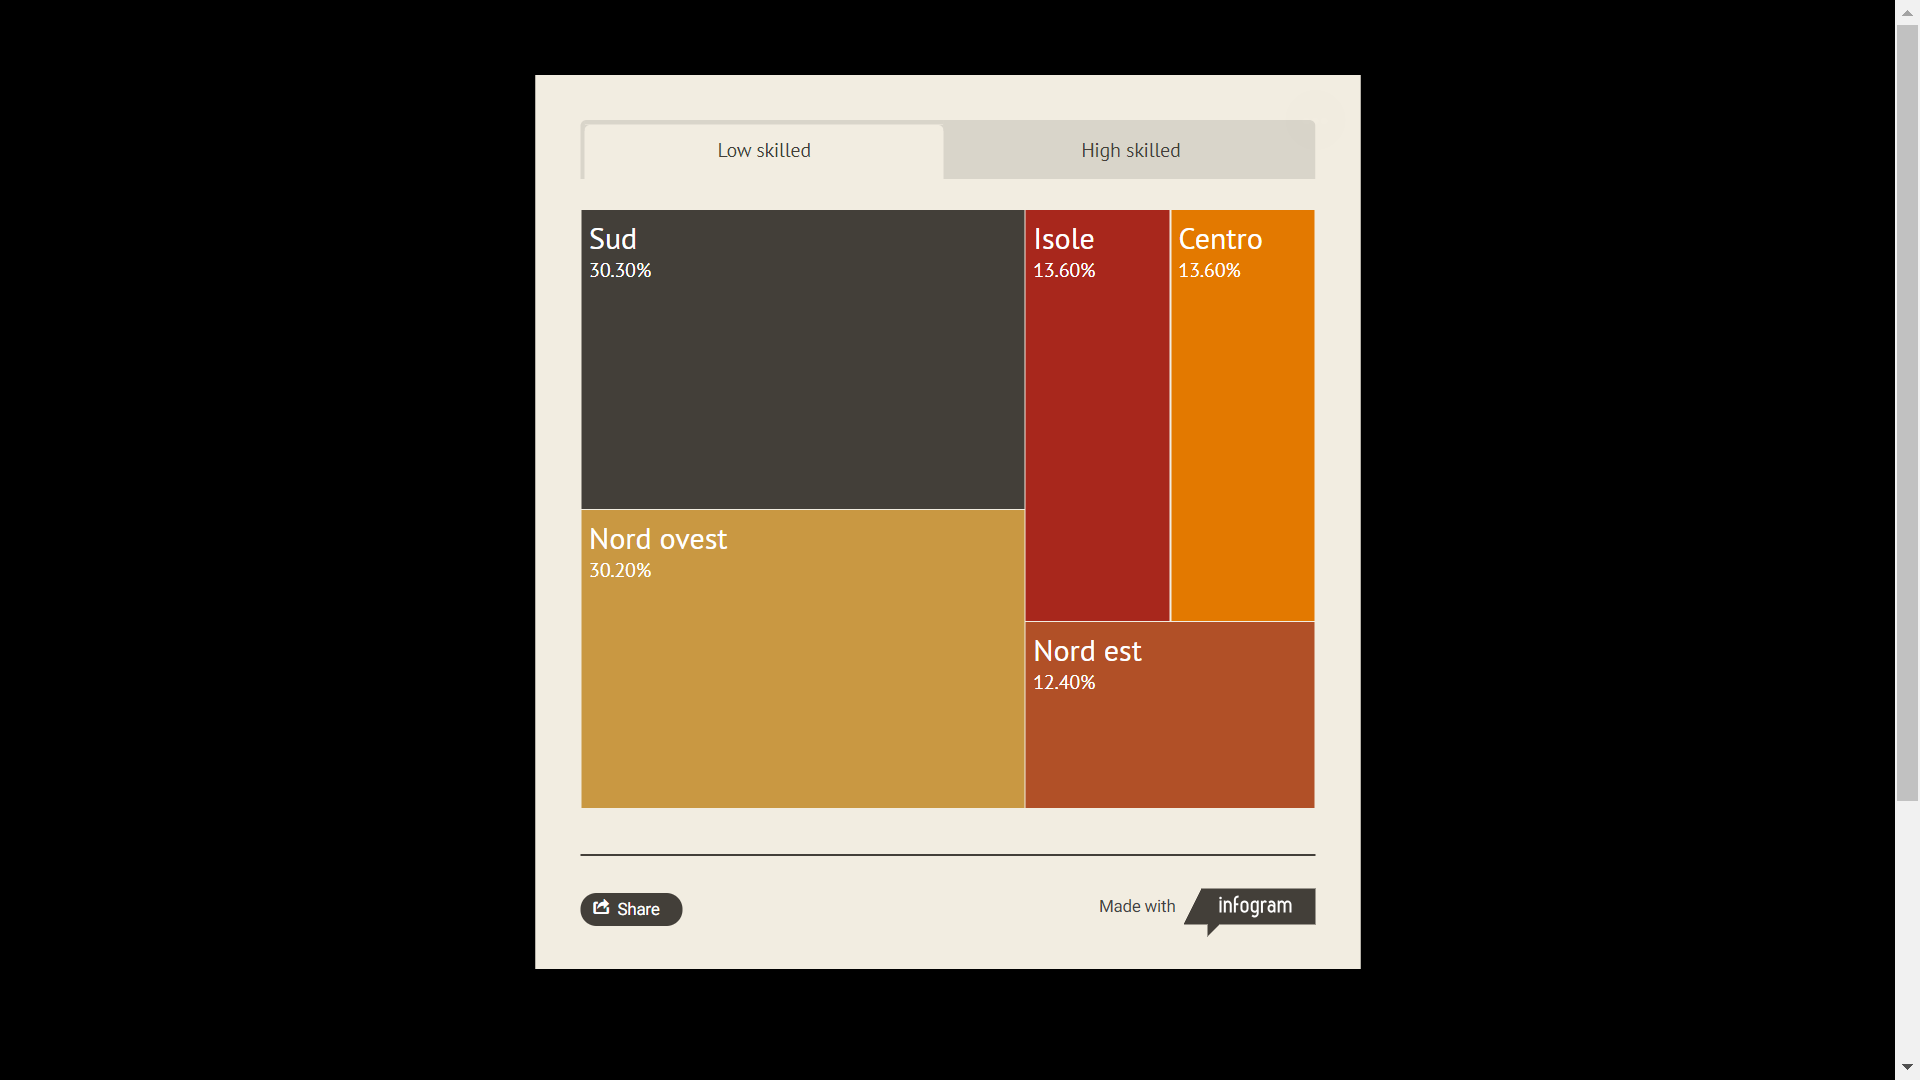 Low skilled
High skilled
Sud
30.30%
Isole
13.60%
Centro
13.60%
Nord ovest
30.20%
Nord est
12.40%
Share
Made with
infogram